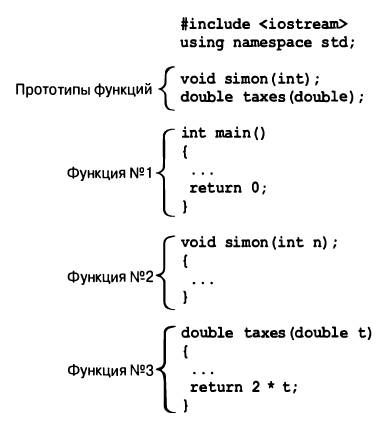 #include <iostream>
using namespace std;
Прототипы функций
void simon(int);
double taxes(double);
Функция №1
int main()
{
...
return 0;
}
Функция №2
void simon(int n);
{
...
}
Функция №3
double taxes(double t)
{
...
return 2 * t;
}